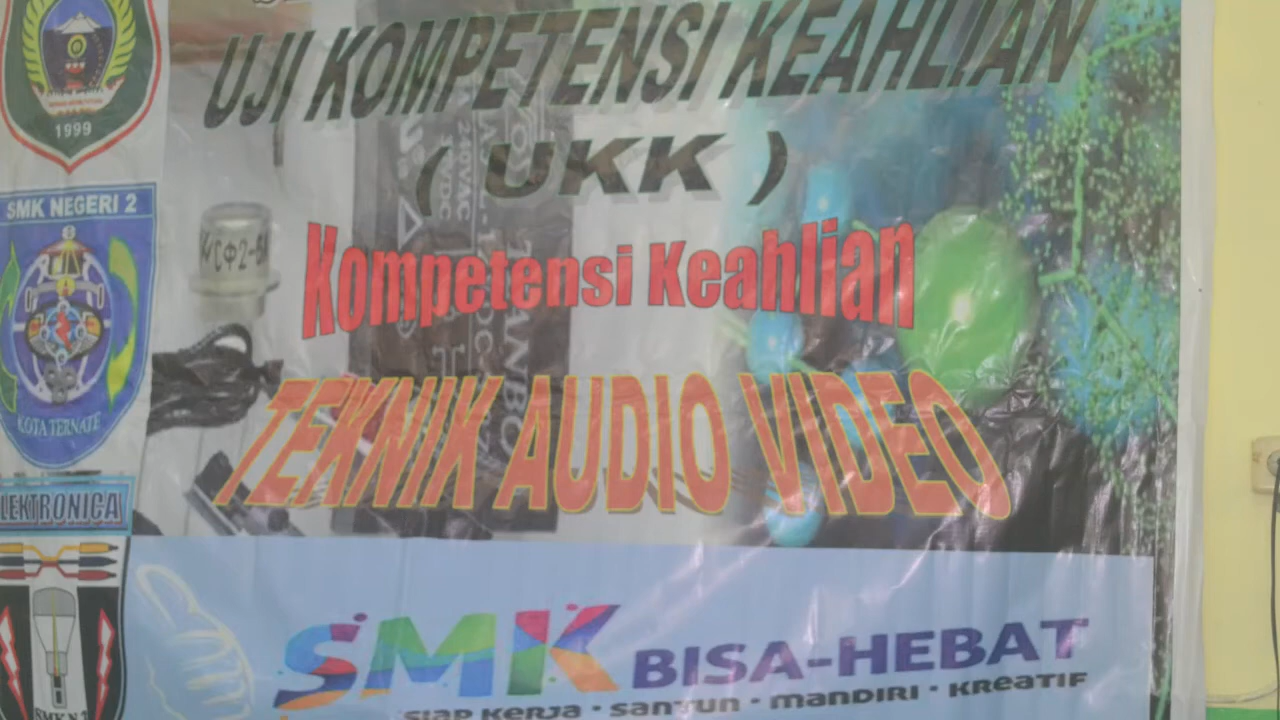 UJI KOMPETENSI KEAHLIAN
( UKK )
Kompetensi Keahlian
TEKNIK AUDIO VIDEO
SMK BISA-HEBAT
SIAP KERJA · SANTUN · MANDIRI · KREATIF
1999
SMK NEGERI 2
KOTA TERNATE
LEKTRONICA